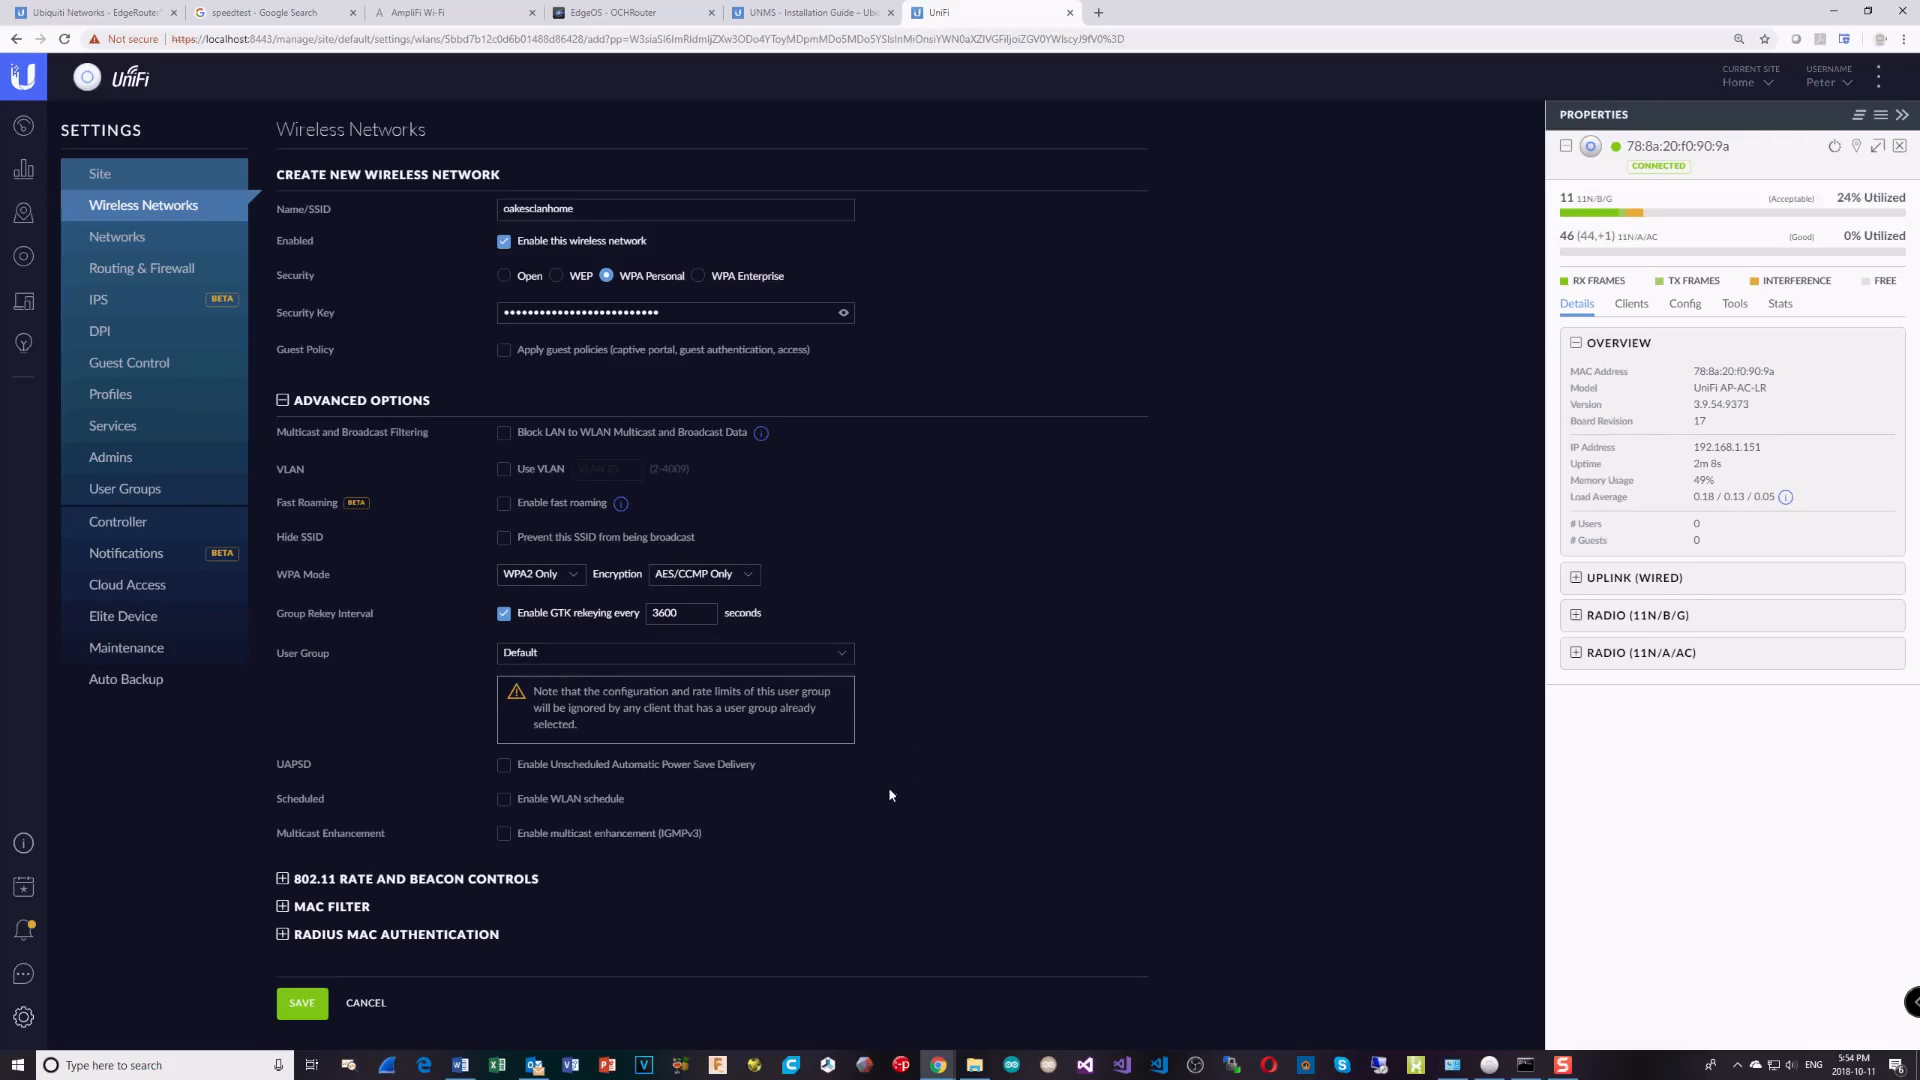 Ubiquiti Networks - EdgeRouter
speedtest - Google Search
AmpliFi Wi-Fi
EdgeOS - OCHRouter
UNMS - Installation Guide – Ubiq
UniFi
Not secure
UniFi
CURRENT SITE
Home
USERNAME
Peter
SETTINGS
Site
Wireless Networks
Networks
Routing & Firewall
IPS BETA
DPI
Guest Control
Profiles
Services
Admins
User Groups
Controller
Notifications BETA
Cloud Access
Elite Device
Maintenance
Auto Backup
Wireless Networks
CREATE NEW WIRELESS NETWORK
Name/SSID oakesclanhome
Enabled Enable this wireless network
Security Open WEP WPA Personal WPA Enterprise
Security Key ••••••••••••••••••••••••••
Guest Policy Apply guest policies (captive portal, guest authentication, access)
ADVANCED OPTIONS
Multicast and Broadcast Filtering Block LAN to WLAN Multicast and Broadcast Data
VLAN Use VLAN VLAN ID (2-4009)
Fast Roaming BETA Enable fast roaming
Hide SSID Prevent this SSID from being broadcast
WPA Mode WPA2 Only Encryption AES/CCMP Only
Group Rekey Interval Enable GTK rekeying every 3600 seconds
User Group Default
Note that the configuration and rate limits of this user group
will be ignored by any client that has a user group already
selected.
UAPSD Enable Unscheduled Automatic Power Save Delivery
Scheduled Enable WLAN schedule
Multicast Enhancement Enable multicast enhancement (IGMPv3)
802.11 RATE AND BEACON CONTROLS
MAC FILTER
RADIUS MAC AUTHENTICATION
SAVE CANCEL
PROPERTIES
78:8a:20:f0:90:9a
CONNECTED
11 11N/B/G (Acceptable) 24% Utilized
46 (44,+1) 11N/A/AC (Good) 0% Utilized
RX FRAMES TX FRAMES INTERFERENCE FREE
Details Clients Config Tools Stats
OVERVIEW
MAC Address 78:8a:20:f0:90:9a
Model UniFi AP-AC-LR
Version 3.9.54.9373
Board Revision 17
IP Address 192.168.1.151
Uptime 2m 8s
Memory Usage 49%
Load Average 0.18 / 0.13 / 0.05
# Users 0
# Guests 0
UPLINK (WIRED)
RADIO (11N/B/G)
RADIO (11N/A/AC)
Type here to search
ENG
5:54 PM
2018-10-11